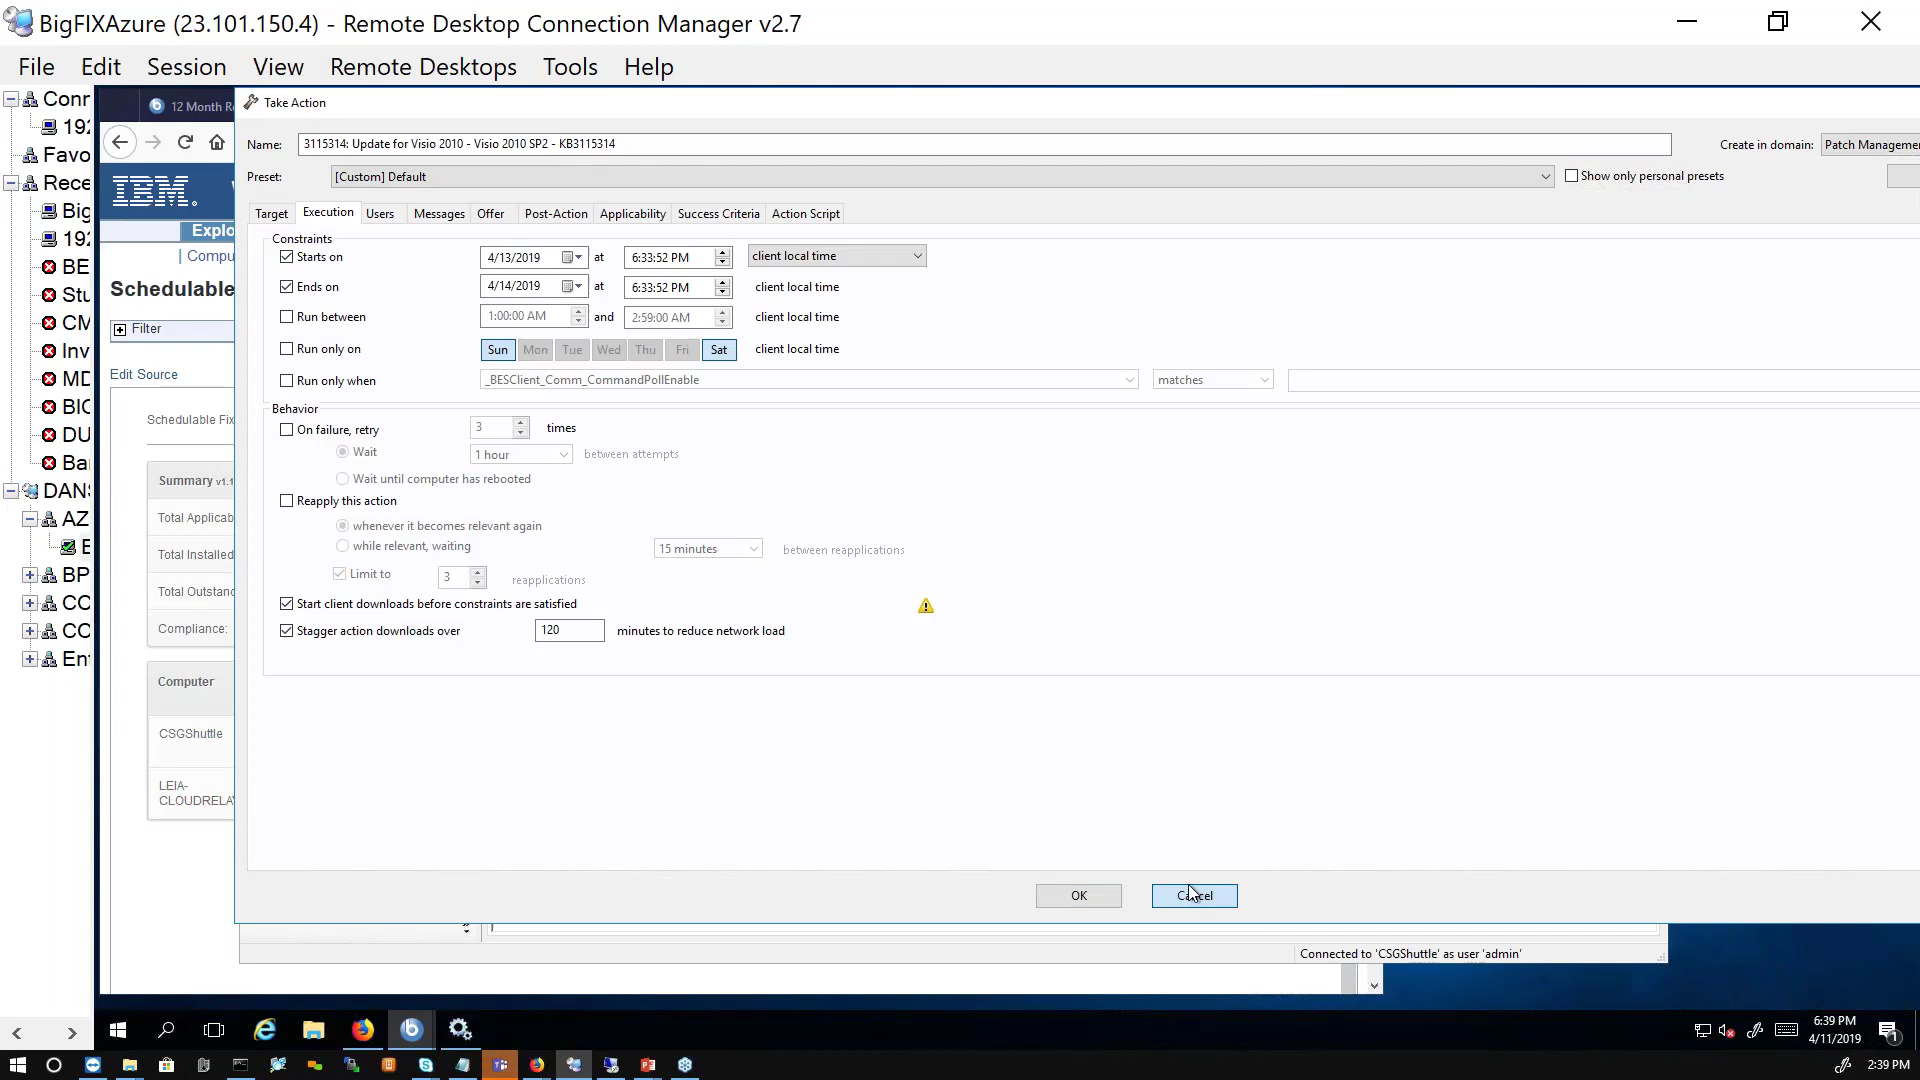 BigFIXAzure (23.101.150.4) - Remote Desktop Connection Manager v2.7
File Edit Session View Remote Desktops Tools Help
Conr
192
Favo
Rece
Big
192
BE
Stu
CM
Inv
MD
BIC
DU
Ba
DANS
AZ
E
BP
CC
CC
Ent
12 Month Re
IBM.
Explo
Compu
Schedulable
Filter
Edit Source
Schedulable Fix
Summary v1.1
Total Applicab
Total Installed
Total Outstand
Compliance:
Computer
CSGShuttle
LEIA-
CLOUDRELAY
Take Action
Name: 3115314: Update for Visio 2010 - Visio 2010 SP2 - KB3115314 Create in domain: Patch Managemen
Preset: [Custom] Default Show only personal presets
Target Execution Users Messages Offer Post-Action Applicability Success Criteria Action Script
Constraints
Starts on 4/13/2019 at 6:33:52 PM client local time
Ends on 4/14/2019 at 6:33:52 PM client local time
Run between 1:00:00 AM and 2:59:00 AM client local time
Run only on Sun Mon Tue Wed Thu Fri Sat client local time
Run only when _BESClient_Comm_CommandPollEnable matches
Behavior
On failure, retry 3 times
Wait 1 hour between attempts
Wait until computer has rebooted
Reapply this action
whenever it becomes relevant again
while relevant, waiting 15 minutes between reapplications
Limit to 3 reapplications
Start client downloads before constraints are satisfied
Stagger action downloads over 120 minutes to reduce network load
OK Cancel
Connected to 'CSGShuttle' as user 'admin'
6:39 PM
4/11/2019
1
2:39 PM